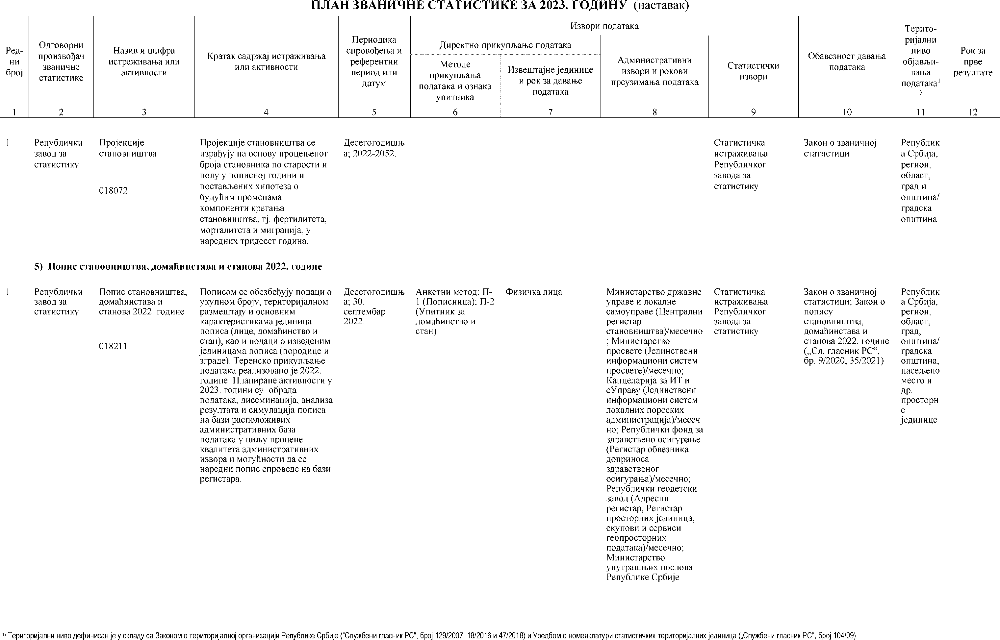 ПЛАН ЗВАНИЧНЕ СТАТИСТИКЕ ЗА 2023. ГОДИНУ (наставак)
Ред-
ни
број
Одговорни
произвођач
званичне
статистике
Назив и шифра
истраживања или
активности
Кратак садржај истраживања
или активности
Периодика
спровођења и
референтни
период или
датум
Извори података
Директно прикупљање података
Методе
прикупљања
података и ознака
упитника
Извештајне јединице
и рок за давање
података
Административни
извори и рокови
преузимања података
Статистички
извори
Обавезност давања
података
Терито-
ријални
ниво
објављи-
вања
података¹
)
Рок за
прве
резултате
1 2 3 4 5 6 7 8 9 10 11 12
1
Републички
завод за
статистику
Пројекције
становништва
018072
Пројекције становништва се
израђују на основу процењеног
броја становника по старости и
полу у пописној години и
постављених хипотеза о
будућим променама
компоненти кретања
становништва, тј. фертилитета,
морталитета и миграција, у
наредних тридесет година.
Десетогодишњ
а; 2022-2052.
Статистичка
истраживања
Републичког
завода за
статистику
Закон о званичној
статистици
Републик
а Србија,
регион,
област,
град и
општина/
градска
општина
5) Попис становништва, домаћинстава и станова 2022. године
1
Републички
завод за
статистику
Попис становништва,
домаћинстава и
станова 2022. године
018211
Пописом се обезбеђују подаци о
укупном броју, територијалном
размештају и основним
карактеристикама јединица
пописа (лице, домаћинство и
стан), као и подаци о изведеним
јединицама пописа (породице и
зграде). Теренско прикупљање
података реализовано је 2022.
године. Планиране активности у
2023. години су: обрада
података, дисеминација, анализа
резултата и симулација пописа
на бази расположивих
административних база
података у циљу процене
квалитета административних
извора и могућности да се
наредни попис спроведе на бази
регистара.
Десетогодишњ
а; 30.
септембар
2022.
Анкетни метод; П-
1 (Пописница); П-2
(Упитник за
домаћинство и
стан)
Физичка лица
Министарство државне
управе и локалне
самоуправе (Централни
регистар
становништва)/месечно
; Министарство
просвете (Јединствени
информациони систем
просвете)/месечно;
Канцеларија за ИТ и
еУправу (Јединствени
информациони систем
локалних пореских
администрација)/месеч
но; Републички фонд за
здравствено осигурање
(Регистар обвезника
доприноса
здравственог
осигурања)/месечно;
Републички геодетски
завод (Адресни
регистар, Регистар
просторних јединица,
скупови и сервиси
геопросторних
података)/месечно;
Министарство
унутрашњих послова
Републике Србије
Статистичка
истраживања
Републичког
завода за
статистику
Закон о званичној
статистици; Закон о
попису
становништва,
домаћинстава и
станова 2022. године
(„Сл. гласник РС“,
бр. 9/2020, 35/2021)
Републик
а Србија,
регион,
област,
град,
општина/
градска
општина,
насељено
место и
др.
просторн
е
јединице
¹⁾ Територијални ниво дефинисан је у складу са Законом о територијалној организацији Републике Србије ("Службени гласник РС", број 129/2007, 18/2016 и 47/2018) и Уредбом о номенклатури статистичких територијалних јединица („Службени гласник РС", број 104/09).